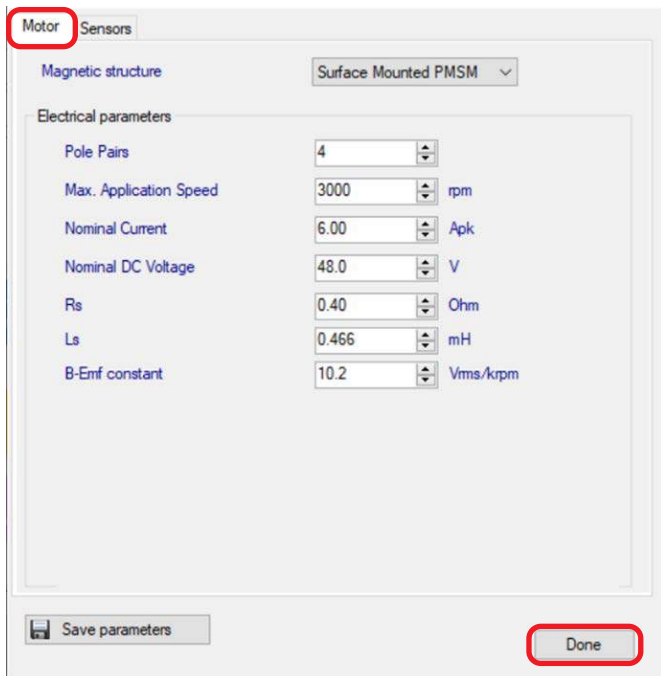 Motor Sensors
Magnetic structure Surface Mounted PMSM
Electrical parameters
Pole Pairs 4
Max. Application Speed 3000 rpm
Nominal Current 6.00 Apk
Nominal DC Voltage 48.0 V
Rs 0.40 Ohm
Ls 0.466 mH
B-Emf constant 10.2 Vrms/krpm
Save parameters Done